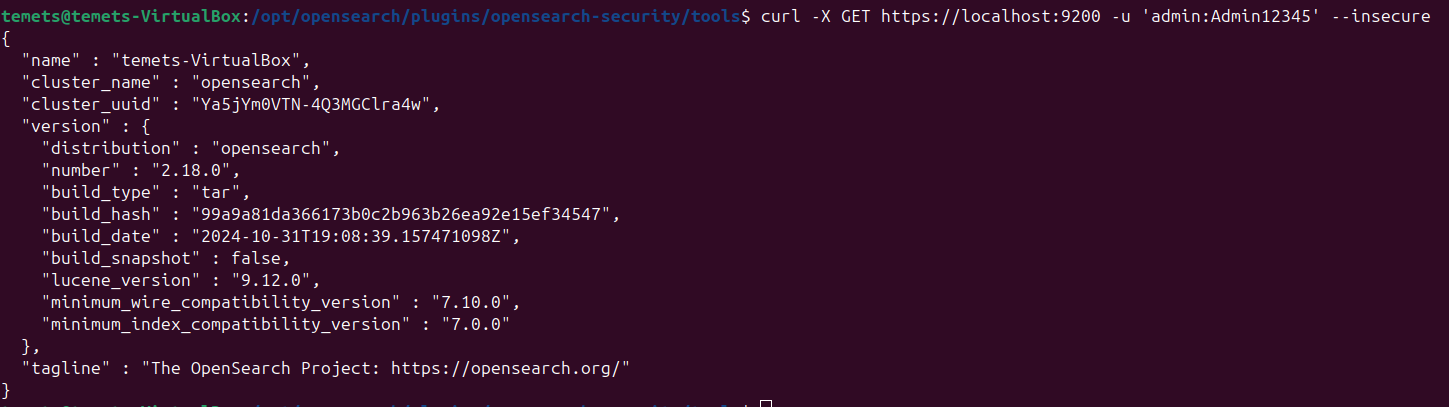 temets@temets-VirtualBox:/opt/opensearch/plugins/opensearch-security/tools$ curl -X GET https://localhost:9200 -u 'admin:Admin12345' --insecure
{
  "name" : "temets-VirtualBox",
  "cluster_name" : "opensearch",
  "cluster_uuid" : "Ya5jYm0VTN-4Q3MGClra4w",
  "version" : {
    "distribution" : "opensearch",
    "number" : "2.18.0",
    "build_type" : "tar",
    "build_hash" : "99a9a81da366173b0c2b963b26ea92e15ef34547",
    "build_date" : "2024-10-31T19:08:39.157471098Z",
    "build_snapshot" : false,
    "lucene_version" : "9.12.0",
    "minimum_wire_compatibility_version" : "7.10.0",
    "minimum_index_compatibility_version" : "7.0.0"
  },
  "tagline" : "The OpenSearch Project: https://opensearch.org/"
}